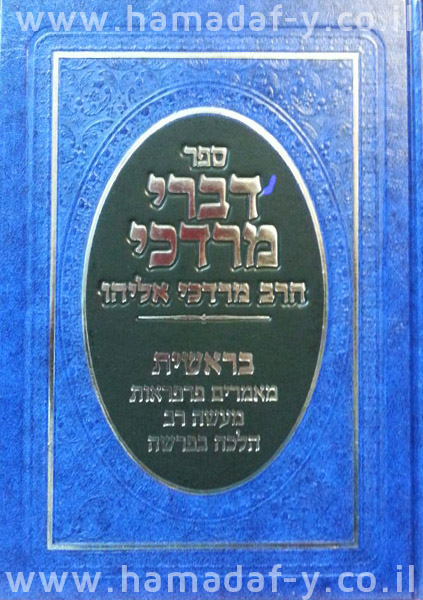 www.hamadaf-y.co.il
ספר
דברי
מרדכי
הרב מרדכי אליהו
בראשית
מאמרים פרפראות
מעשה רב
הלכה בפרשה
www.hamadaf-y.co.il